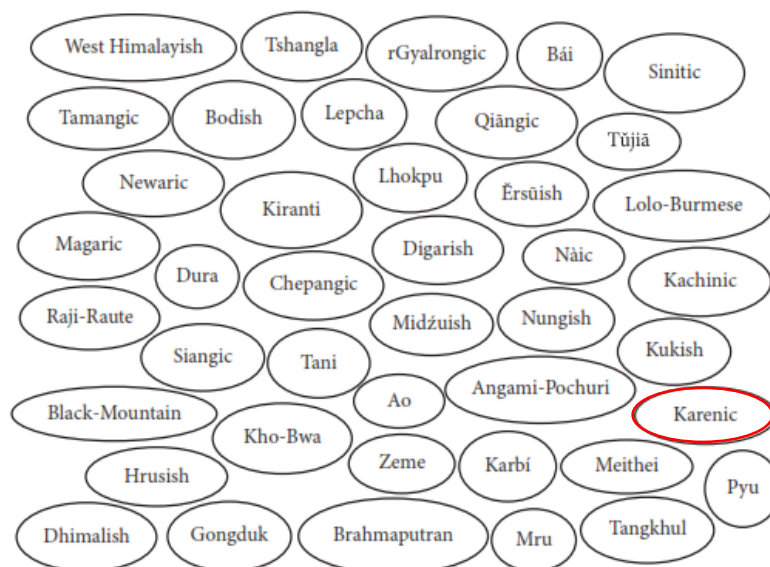 West Himalayish
Tshangla
rGyalrongic
Bái
Sinitic
Tamangic
Bodish
Lepcha
Qiāngic
Tǔjiā
Newaric
Kiranti
Lhokpu
Ěrsūish
Lolo-Burmese
Magaric
Dura
Chepangic
Digarish
Nàic
Kachinic
Raji-Raute
Siangic
Tani
Midźuish
Nungish
Kukish
Black-Mountain
Kho-Bwa
Ao
Angami-Pochuri
Karenic
Hrusish
Zeme
Karbí
Meithei
Pyu
Dhimalish
Gongduk
Brahmaputran
Mru
Tangkhul